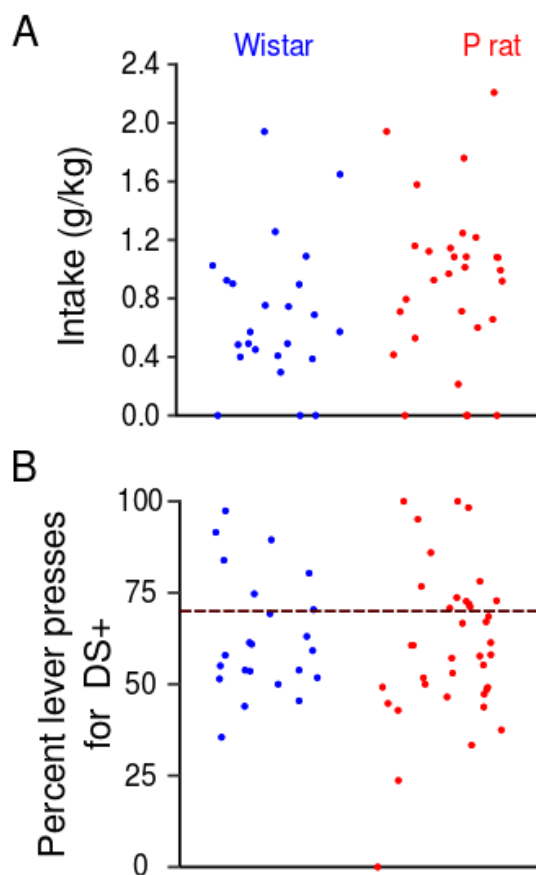 A
Wistar P rat
2.4
2.0
1.6
1.2
0.8
0.4
0.0
Intake (g/kg)
B
100
75
50
25
0
Percent lever presses
for DS+